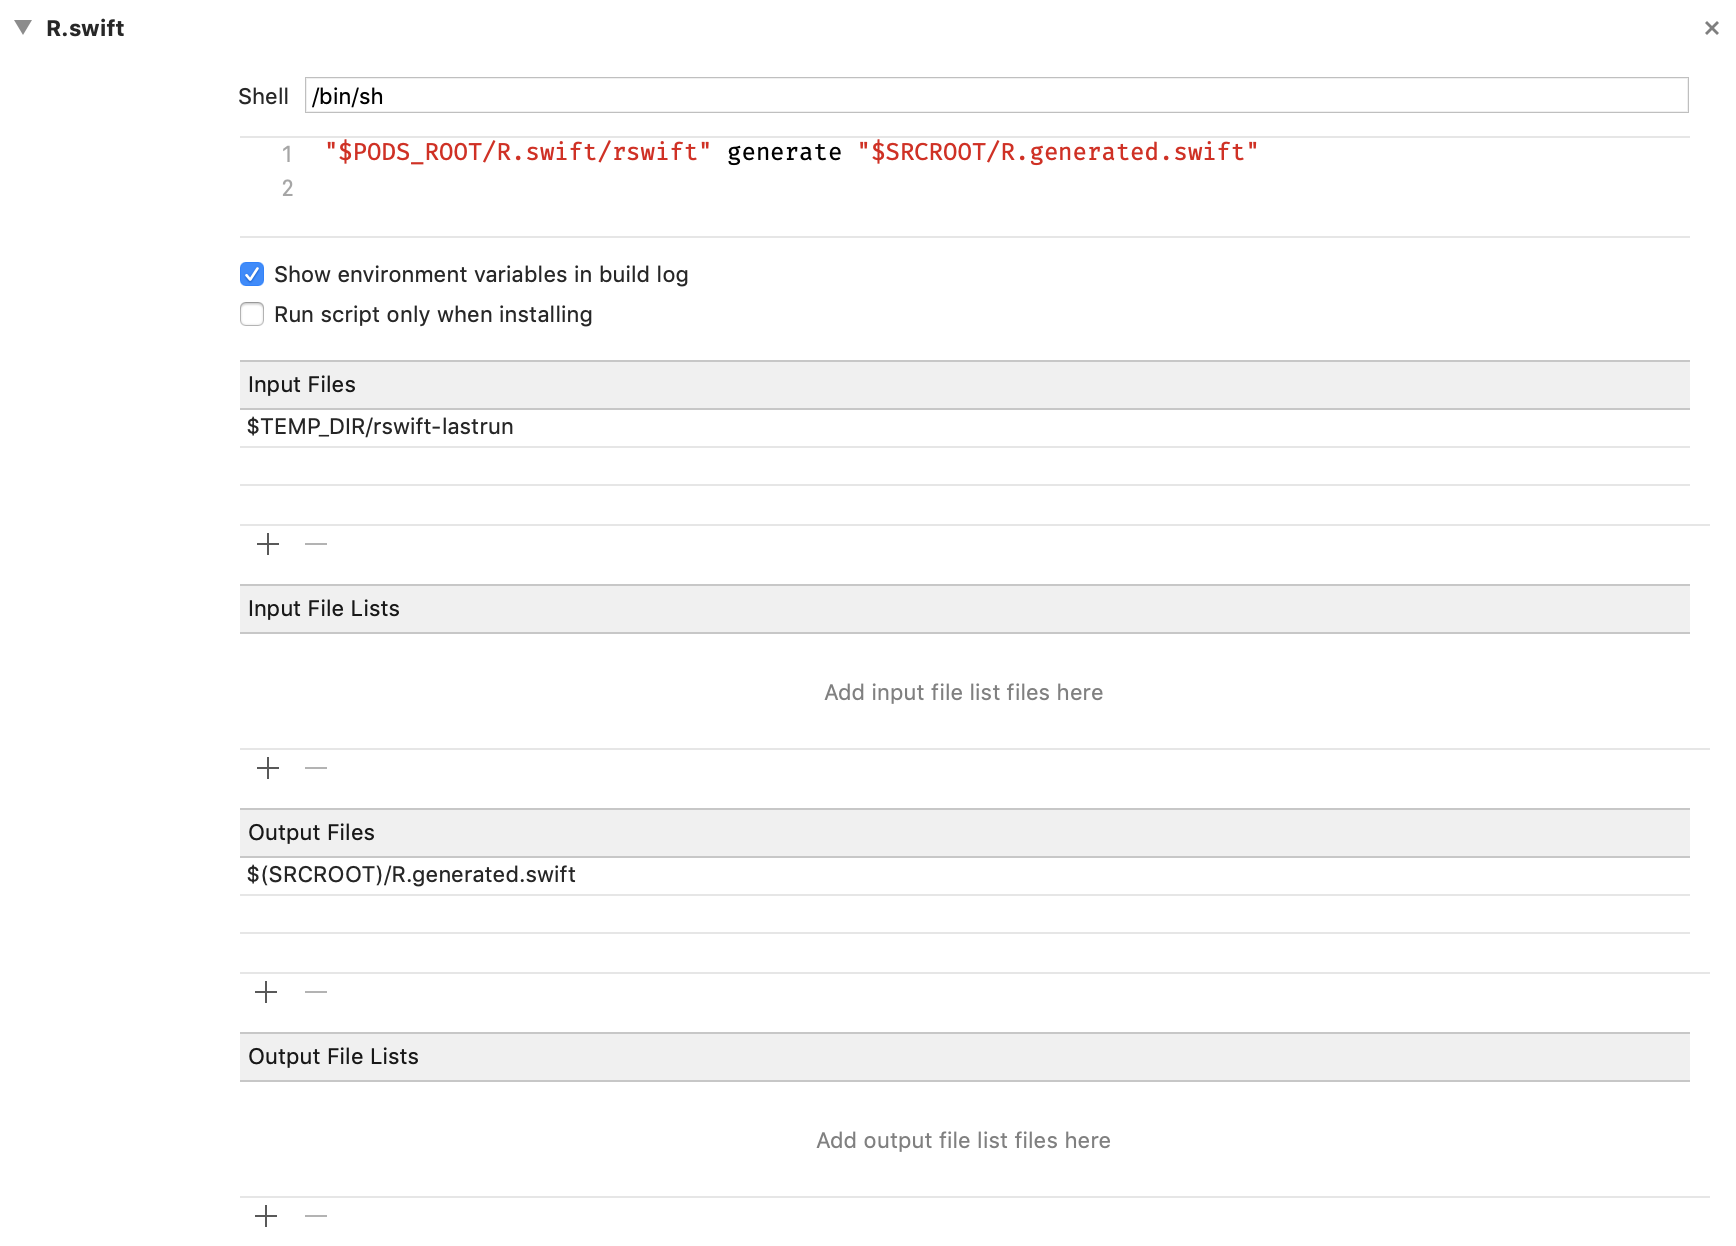 R.swift
Shell /bin/sh
1 "$PODS_ROOT/R.swift/rswift" generate "$SRCROOT/R.generated.swift"
2
Show environment variables in build log
Run script only when installing
Input Files
$TEMP_DIR/rswift-lastrun
Input File Lists
Add input file list files here
Output Files
$(SRCROOT)/R.generated.swift
Output File Lists
Add output file list files here